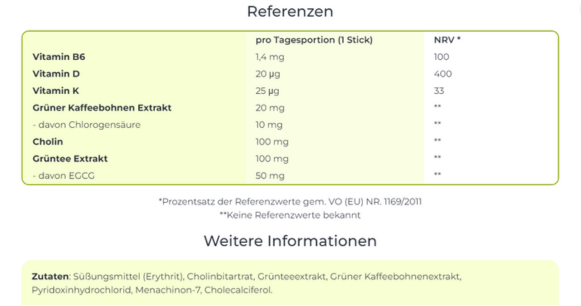 Referenzen
pro Tagesportion (1 Stick) NRV *
Vitamin B6 1,4 mg 100
Vitamin D 20 µg 400
Vitamin K 25 µg 33
Grüner Kaffeebohnen Extrakt 20 mg **
- davon Chlorogensäure 10 mg **
Cholin 100 mg **
Grüntee Extrakt 100 mg **
- davon EGCG 50 mg **
*Prozentsatz der Referenzwerte gem. VO (EU) NR. 1169/2011
**Keine Referenzwerte bekannt
Weitere Informationen
Zutaten: Süßungsmittel (Erythrit), Cholinbitartrat, Grünteeextrakt, Grüner Kaffeebohnenextrakt,
Pyridoxinhydrochlorid, Menachinon-7, Cholecalciferol.